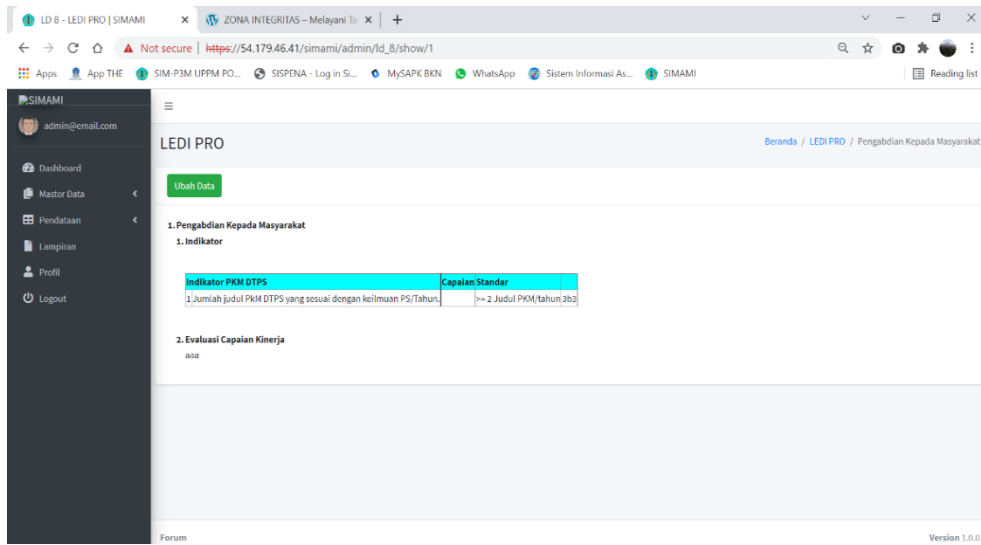 LD 8 - LEDI PRO | SIMAMI
ZONA INTEGRITAS – Melayani Ta
Not secure | https://54.179.46.41/simami/admin/ld_8/show/1
Apps App THE SIM-P3M UPPM PO... SISPENA - Log in Si... MySAPK BKN WhatsApp Sistem Informasi As... SIMAMI Reading list
SIMAMI
admin@email.com
Dashboard
Master Data
Pendataan
Lampiran
Profil
Logout
LEDI PRO
Beranda / LEDI PRO / Pengabdian Kepada Masyarakat
Ubah Data
1. Pengabdian Kepada Masyarakat
1. Indikator
Indikator PKM DTPS Capaian Standar
1 Jumlah judul PkM DTPS yang sesuai dengan keilmuan PS/Tahun. >= 2 Judul PKM/tahun 3b3
2. Evaluasi Capaian Kinerja
asa
Forum
Version 1.0.0